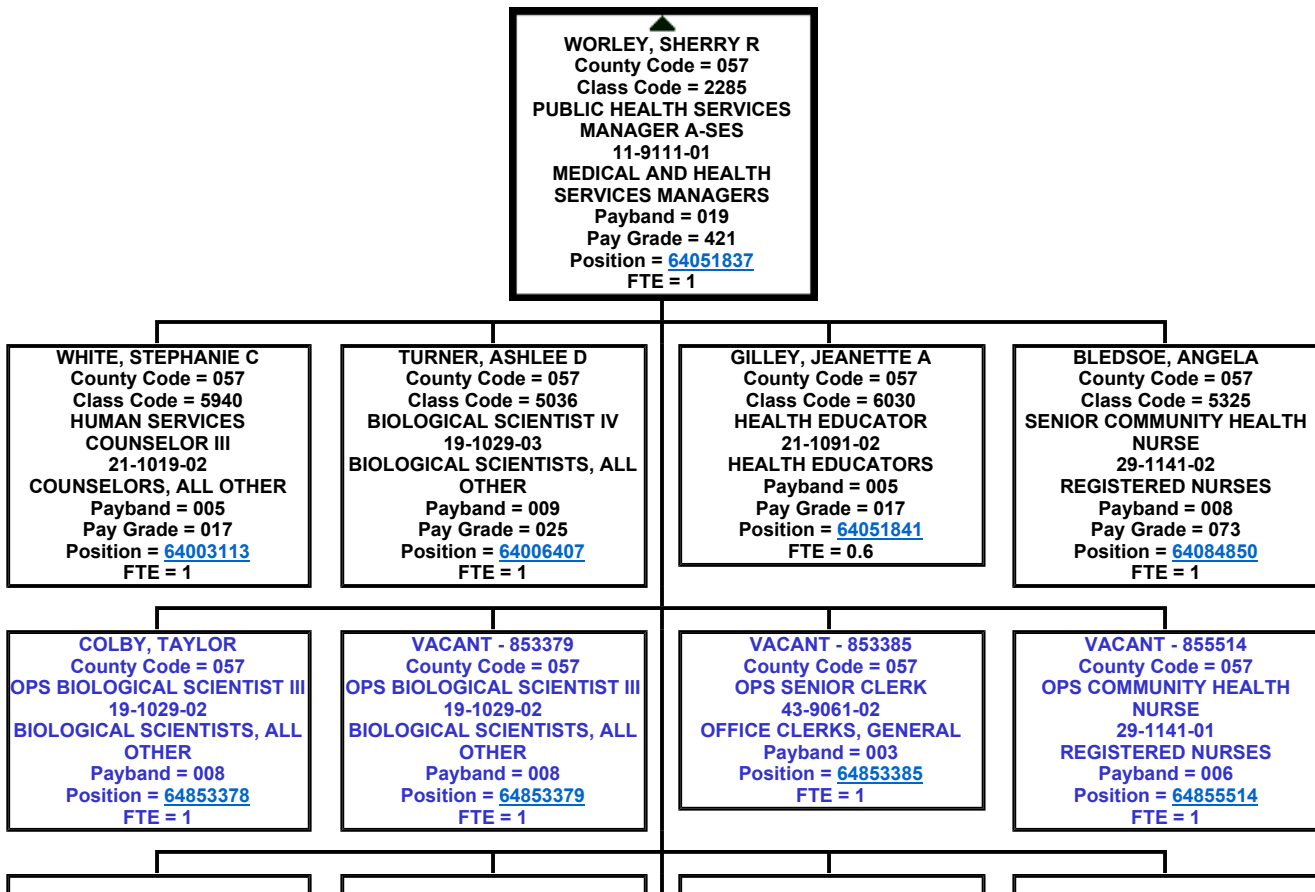 WORLEY, SHERRY R
County Code = 057
Class Code = 2285
PUBLIC HEALTH SERVICES
MANAGER A-SES
11-9111-01
MEDICAL AND HEALTH
SERVICES MANAGERS
Payband = 019
Pay Grade = 421
Position = 64051837
FTE = 1
WHITE, STEPHANIE C
County Code = 057
Class Code = 5940
HUMAN SERVICES
COUNSELOR III
21-1019-02
COUNSELORS, ALL OTHER
Payband = 005
Pay Grade = 017
Position = 64003113
FTE = 1
TURNER, ASHLEE D
County Code = 057
Class Code = 5036
BIOLOGICAL SCIENTIST IV
19-1029-03
BIOLOGICAL SCIENTISTS, ALL
OTHER
Payband = 009
Pay Grade = 025
Position = 64006407
FTE = 1
GILLEY, JEANETTE A
County Code = 057
Class Code = 6030
HEALTH EDUCATOR
21-1091-02
HEALTH EDUCATORS
Payband = 005
Pay Grade = 017
Position = 64051841
FTE = 0.6
BLEDSOE, ANGELA
County Code = 057
Class Code = 5325
SENIOR COMMUNITY HEALTH
NURSE
29-1141-02
REGISTERED NURSES
Payband = 008
Pay Grade = 073
Position = 64084850
FTE = 1
COLBY, TAYLOR
County Code = 057
OPS BIOLOGICAL SCIENTIST III
19-1029-02
BIOLOGICAL SCIENTISTS, ALL
OTHER
Payband = 008
Position = 64853378
FTE = 1
VACANT - 853379
County Code = 057
OPS BIOLOGICAL SCIENTIST III
19-1029-02
BIOLOGICAL SCIENTISTS, ALL
OTHER
Payband = 008
Position = 64853379
FTE = 1
VACANT - 853385
County Code = 057
OPS SENIOR CLERK
43-9061-02
OFFICE CLERKS, GENERAL
Payband = 003
Position = 64853385
FTE = 1
VACANT - 855514
County Code = 057
OPS COMMUNITY HEALTH
NURSE
29-1141-01
REGISTERED NURSES
Payband = 006
Position = 64855514
FTE = 1